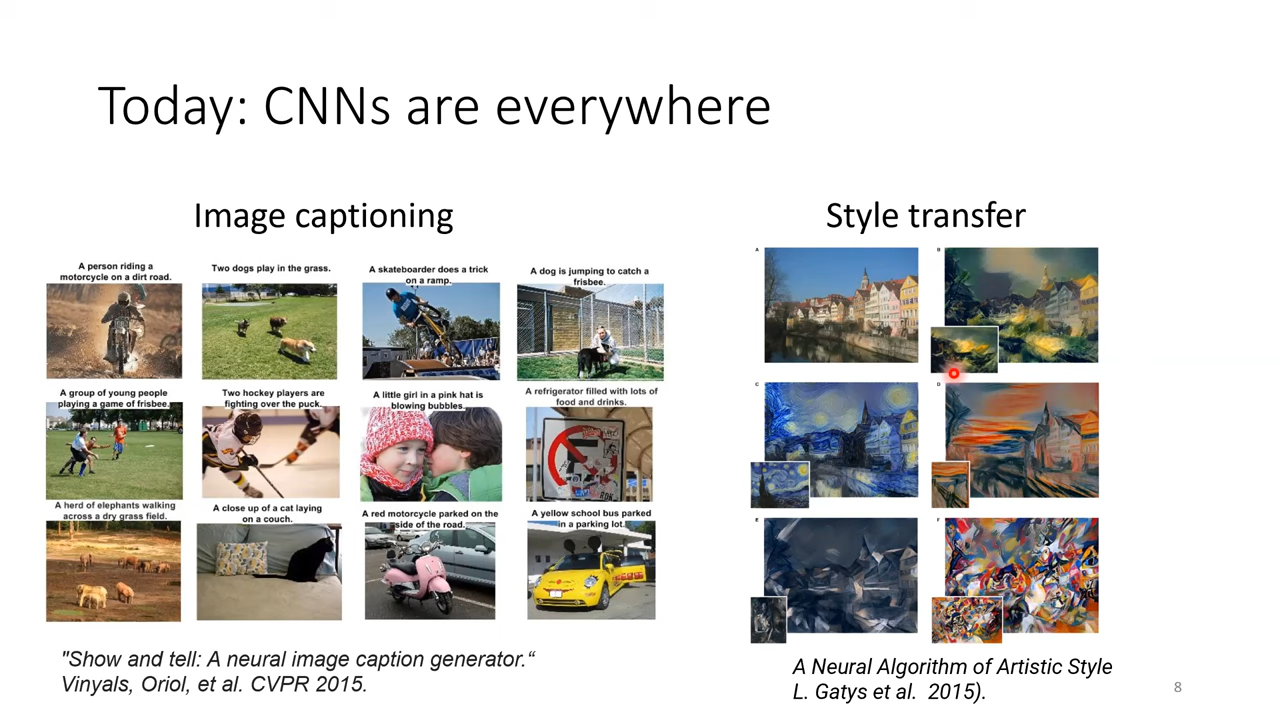 Today: CNNs are everywhere
Image captioning
Style transfer
A person riding a
motorcycle on a dirt road.
Two dogs play in the grass.
A skateboarder does a trick
on a ramp.
A dog is jumping to catch a
frisbee.
A group of young people
playing a game of frisbee.
Two hockey players are
fighting over the puck.
A little girl in a pink hat is
blowing bubbles.
A refrigerator filled with lots of
food and drinks.
A herd of elephants walking
across a dry grass field.
A close up of a cat laying
on a couch.
A red motorcycle parked on the
side of the road.
A yellow school bus parked
in a parking lot.
A
B
C
D
E
F
"Show and tell: A neural image caption generator.“
Vinyals, Oriol, et al. CVPR 2015.
A Neural Algorithm of Artistic Style
L. Gatys et al. 2015).
8